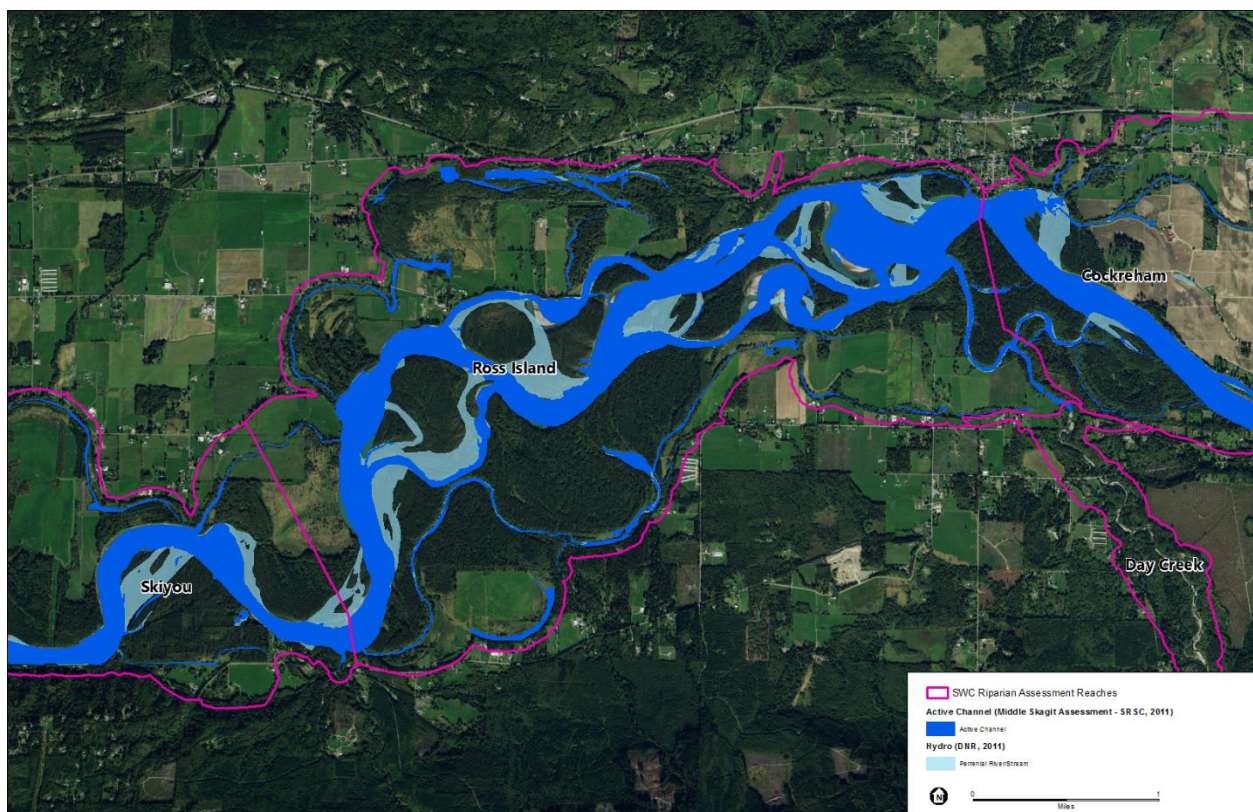 Cockreham
Ross Island
Day Creek
Skiyou
SWC Riparian Assessment Reaches
Active Channel (Middle Skagit Assessment - SRSC, 2011)
Active Channel
Hydro (DNR, 2011)
Perrenial River/Stream
N
0 1
Miles